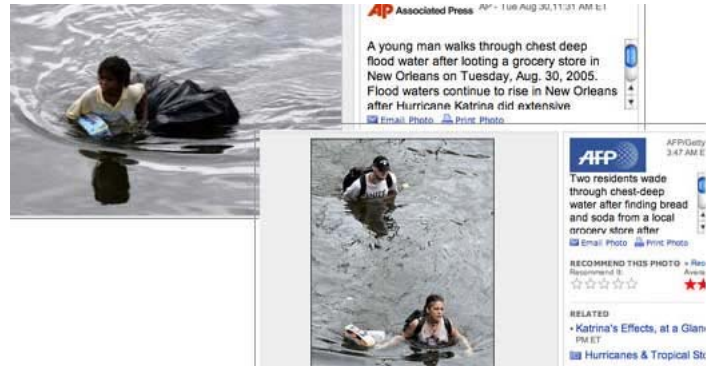 AP Associated Press AP - Tue Aug 30, 11:31 AM ET
A young man walks through chest deep
flood water after looting a grocery store in
New Orleans on Tuesday, Aug. 30, 2005.
Flood waters continue to rise in New Orleans
after Hurricane Katrina did extensive
Email Photo Print Photo
AFP
AFP/Getty
3:47 AM E
Two residents wade
through chest-deep
water after finding bread
and soda from a local
grocery store after
Email Photo Print Photo
RECOMMEND THIS PHOTO » Rec
Recommend It:
Avera
RELATED
• Katrina's Effects, at a Glan
PM ET
Hurricanes & Tropical Sto